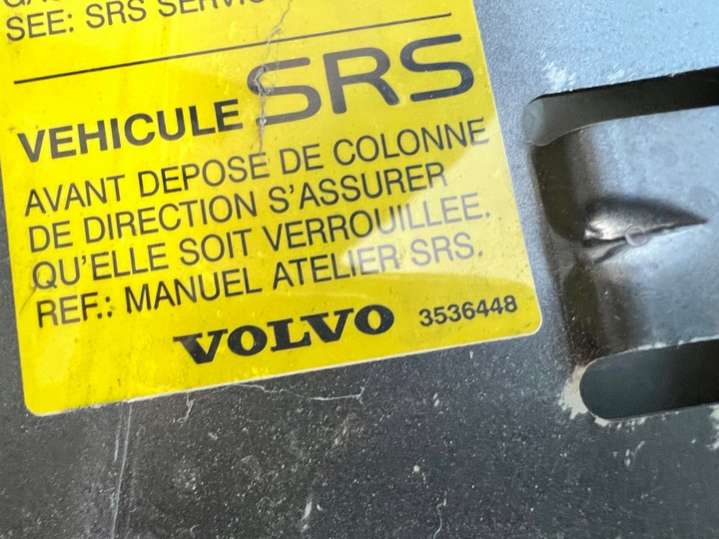 SEE: SRS SERVIC
VEHICULE SRS
AVANT DEPOSE DE COLONNE
DE DIRECTION S'ASSURER
QU'ELLE SOIT VERROUILLEE.
REF.: MANUEL ATELIER SRS.
VOLVO 3536448